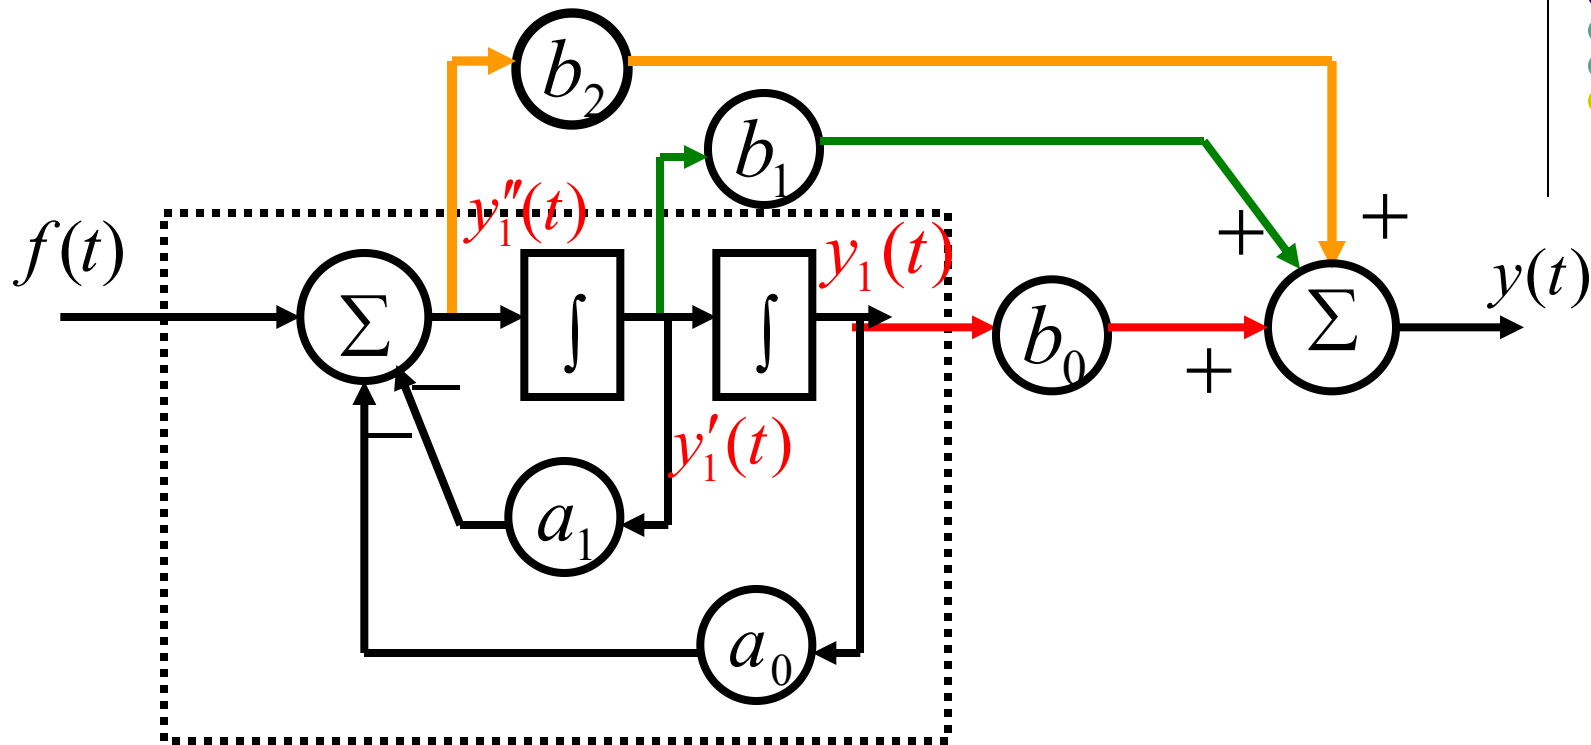 b₂
b₁
y₁″(t)
+
+
f(t)
y₁(t)
y(t)
Σ
∫
∫
b₀
Σ
+
−
−
y₁′(t)
a₁
a₀